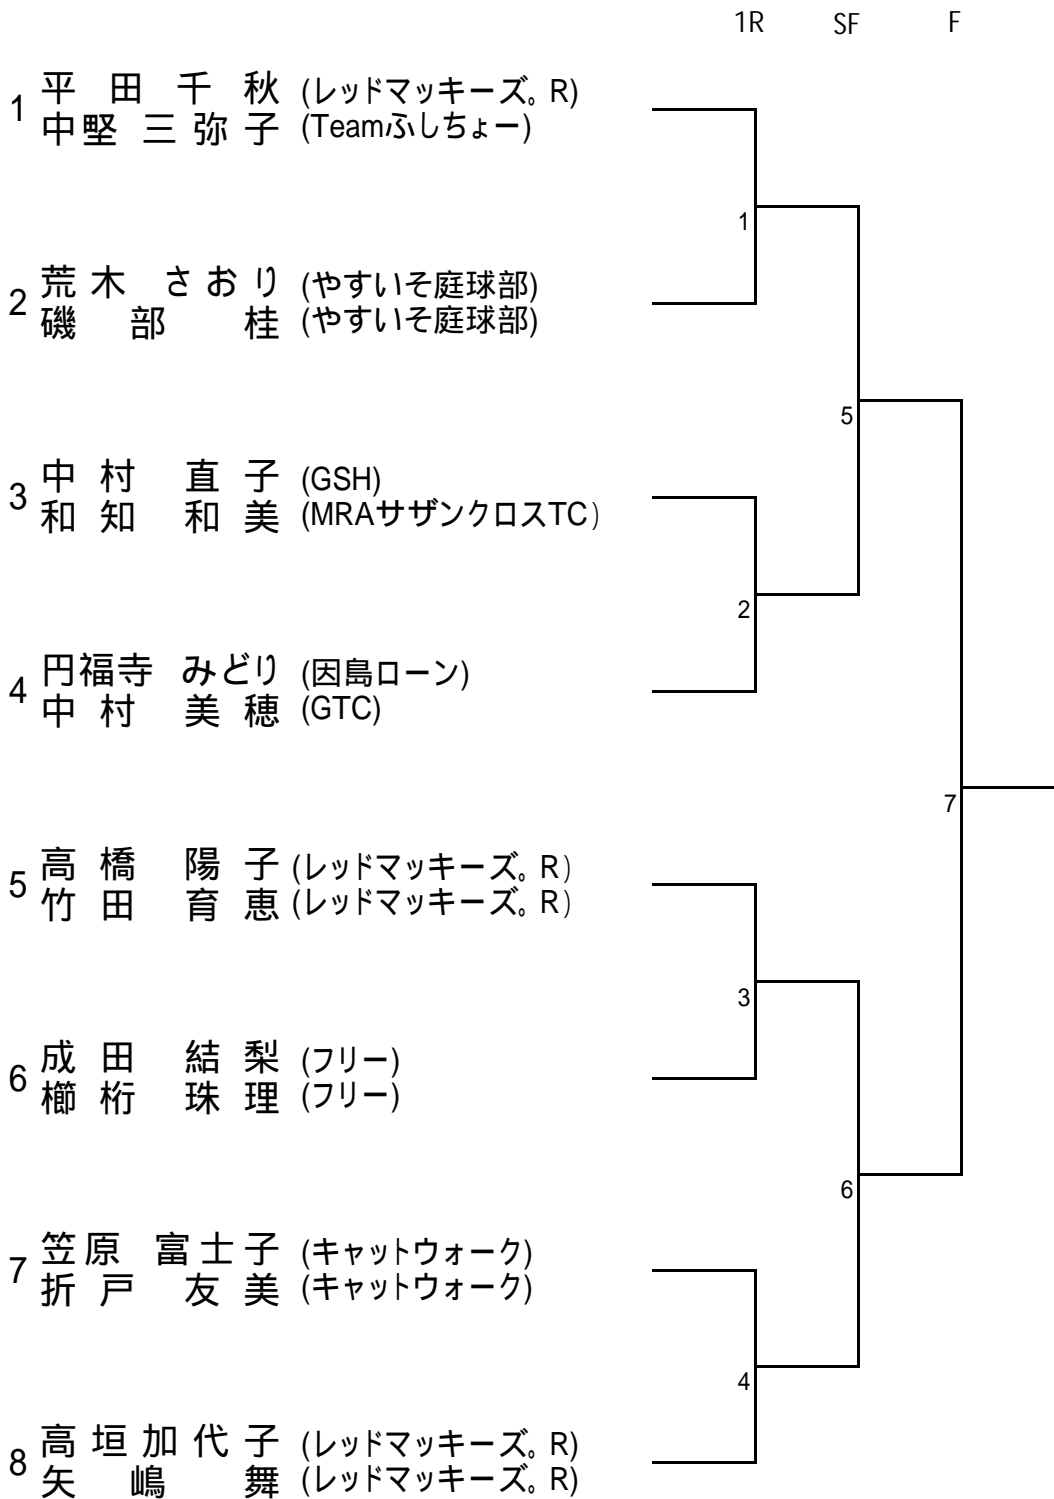 1R SF F
1 平田千秋 (レッドマッキーズ。R)
中堅三弥子 (Teamふしちょー)
1
2 荒木 さおり (やすいそ庭球部)
磯部 桂 (やすいそ庭球部)
5
3 中村 直子 (GSH)
和知 和美 (MRAサザンクロスTC)
2
4 円福寺 みどり (因島ローン)
中村 美穂 (GTC)
7
5 高橋 陽子 (レッドマッキーズ。R)
竹田 育恵 (レッドマッキーズ。R)
3
6 成田 結梨 (フリー)
櫛桁 珠理 (フリー)
6
7 笠原 富士子 (キャットウォーク)
折戸 友美 (キャットウォーク)
4
8 高垣加代子 (レッドマッキーズ。R)
矢嶋 舞 (レッドマッキーズ。R)